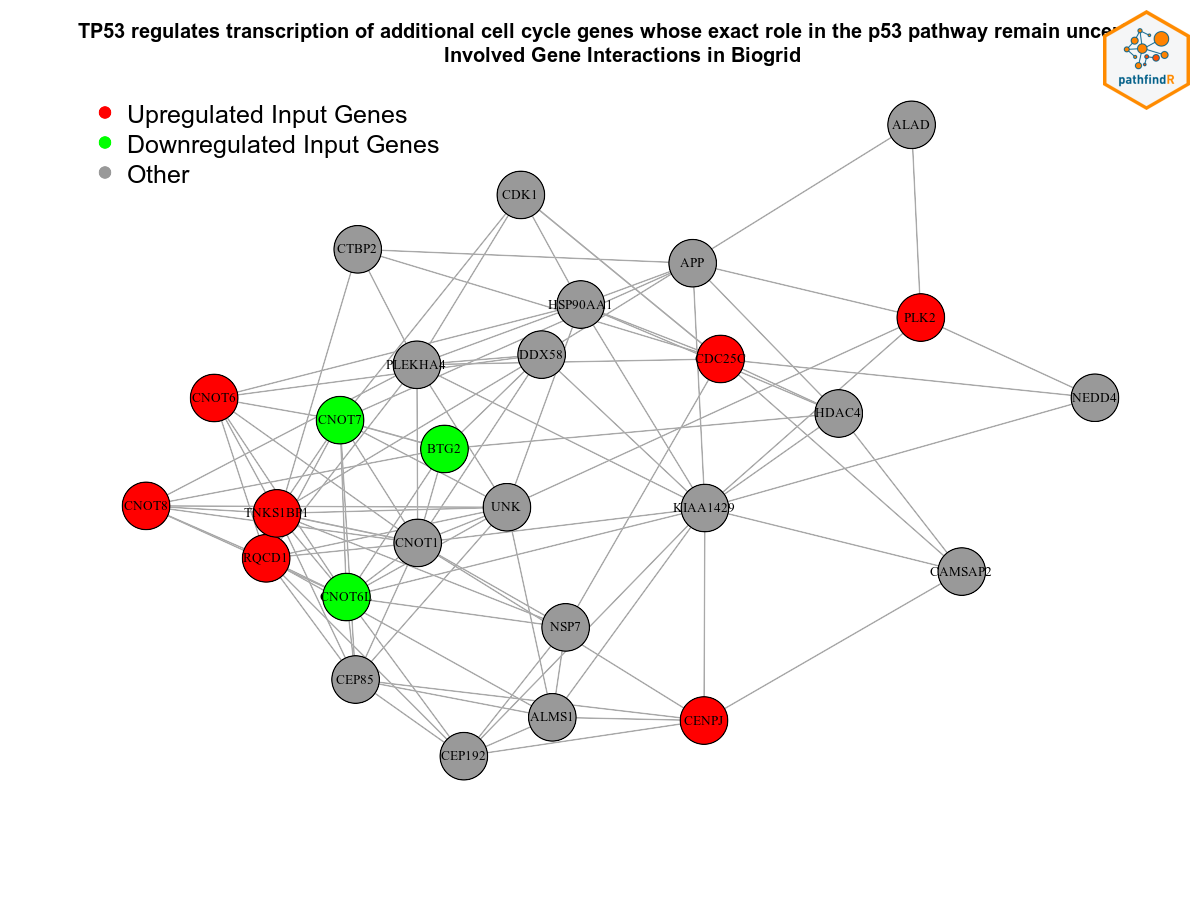 TP53 regulates transcription of additional cell cycle genes whose exact role in the p53 pathway remain
Involved Gene Interactions in Biogrid
pathfindR
Upregulated Input Genes
Downregulated Input Genes
Other
ALAD
CDK1
CTBP2
APP
HSP90AA1
PLK2
DDX58
CDC25C
PLEKHA4
CNOT6
NEDD4
HDAC4
CNOT7
BTG2
CNOT8
TNKS1BP1
UNK
KIAA1429
CNOT1
RQCD1
CAMSAP2
CNOT6L
NSP7
CEP85
ALMS1
CENPJ
CEP192